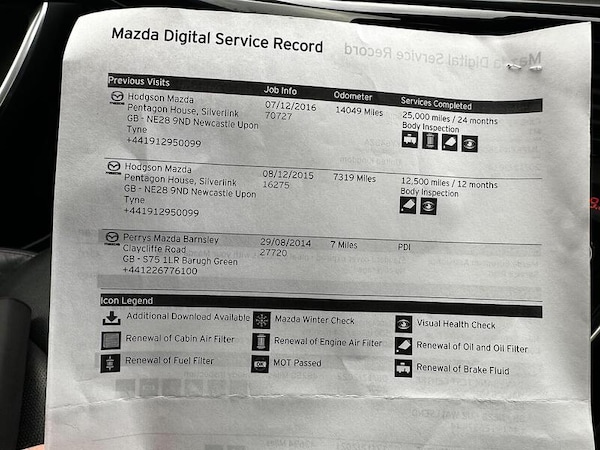 Mazda Digital Service Record
Previous Visits Job Info Odometer Services Completed
Hodgson Mazda 07/12/2016 14049 Miles 25,000 miles / 24 months
Pentagon House, Silverlink 70727 Body Inspection
GB - NE28 9ND Newcastle Upon
Tyne
+441912950099
Hodgson Mazda 08/12/2015 7319 Miles 12,500 miles / 12 months
Pentagon House, Silverlink 16275 Body Inspection
GB - NE28 9ND Newcastle Upon
Tyne
+441912950099
Perrys Mazda Barnsley 29/08/2014 7 Miles PDI
Claycliffe Road 27720
GB - S75 1LR Barugh Green
+441226776100
Icon Legend
Additional Download Available Mazda Winter Check Visual Health Check
Renewal of Cabin Air Filter Renewal of Engine Air Filter Renewal of Oil and Oil Filter
Renewal of Fuel Filter OK MOT Passed Renewal of Brake Fluid